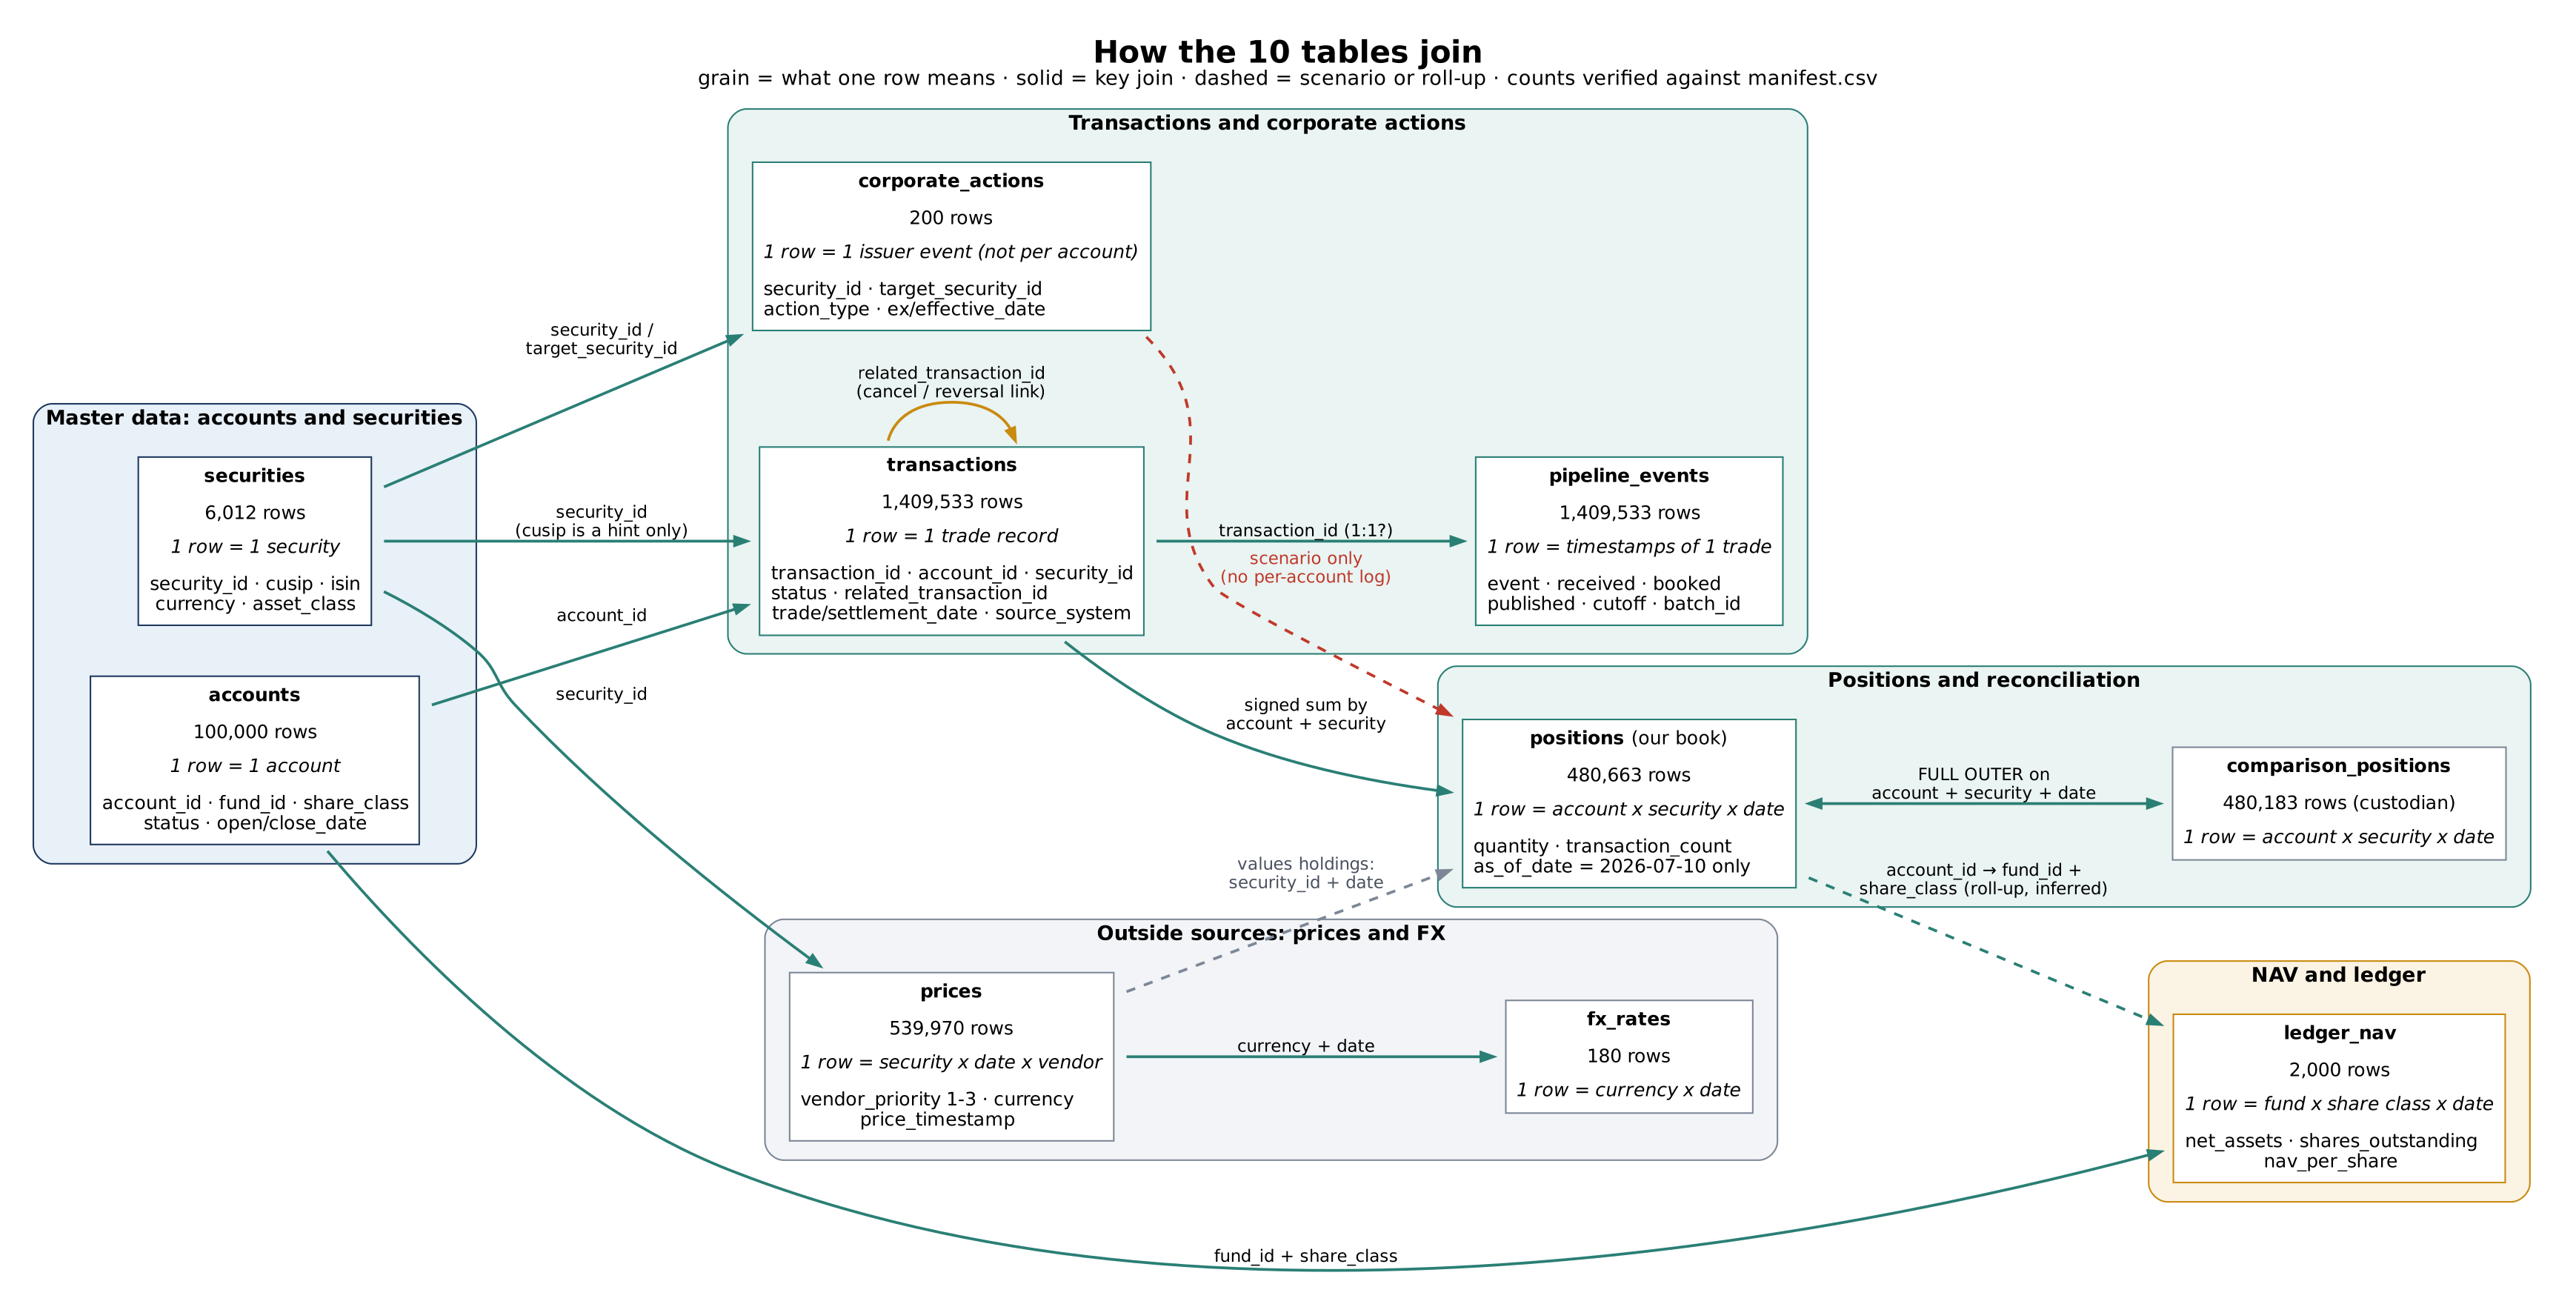 How the 10 tables join
grain = what one row means · solid = key join · dashed = scenario or roll-up · counts verified against manifest.csv
Transactions and corporate actions
corporate_actions
200 rows
1 row = 1 issuer event (not per account)
security_id · target_security_id
action_type · ex/effective_date
security_id /
target_security_id
related_transaction_id
(cancel / reversal link)
Master data: accounts and securities
securities
6,012 rows
1 row = 1 security
security_id · cusip · isin
currency · asset_class
security_id
(cusip is a hint only)
transactions
1,409,533 rows
1 row = 1 trade record
transaction_id · account_id · security_id
status · related_transaction_id
trade/settlement_date · source_system
transaction_id (1:1?)
scenario only
(no per-account log)
pipeline_events
1,409,533 rows
1 row = timestamps of 1 trade
event · received · booked
published · cutoff · batch_id
account_id
security_id
accounts
100,000 rows
1 row = 1 account
account_id · fund_id · share_class
status · open/close_date
signed sum by
account + security
Positions and reconciliation
positions (our book)
480,663 rows
1 row = account x security x date
quantity · transaction_count
as_of_date = 2026-07-10 only
FULL OUTER on
account + security + date
comparison_positions
480,183 rows (custodian)
1 row = account x security x date
values holdings:
security_id + date
account_id → fund_id +
share_class (roll-up, inferred)
Outside sources: prices and FX
prices
539,970 rows
1 row = security x date x vendor
vendor_priority 1-3 · currency
price_timestamp
currency + date
fx_rates
180 rows
1 row = currency x date
NAV and ledger
ledger_nav
2,000 rows
1 row = fund x share class x date
net_assets · shares_outstanding
nav_per_share
fund_id + share_class